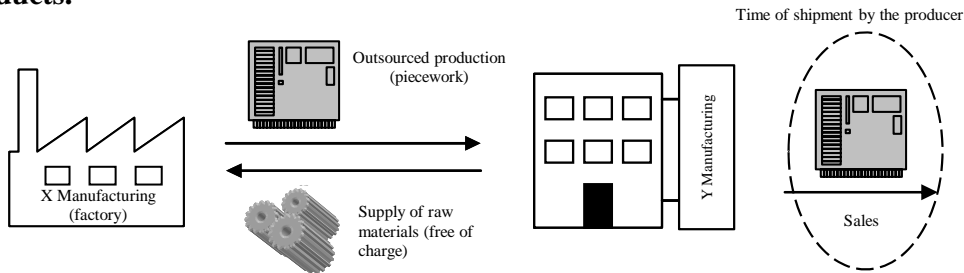 ducts.
Time of shipment by the producer
Outsourced production
(piecework)
X Manufacturing
(factory)
Supply of raw
materials (free of
charge)
Y Manufacturing
Sales